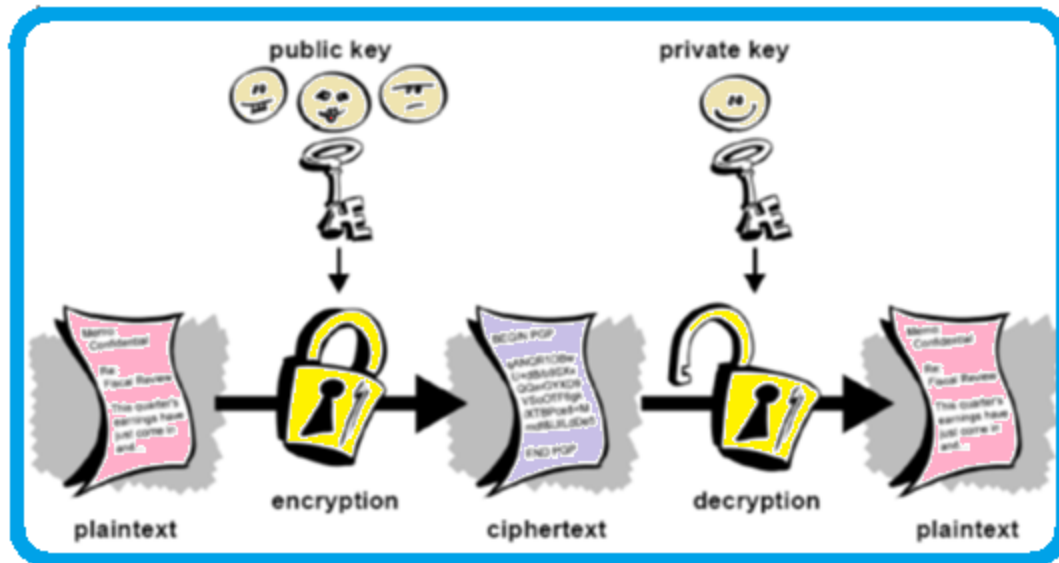 public key
private key
Memo
Confidential
Re:
Fiscal Review
This quarter's
earnings have
just come in
and...
BEGIN PGP
END PGP
Memo
Confidential
Re:
Fiscal Review
This quarter's
earnings have
just come in
and...
encryption
decryption
plaintext
ciphertext
plaintext